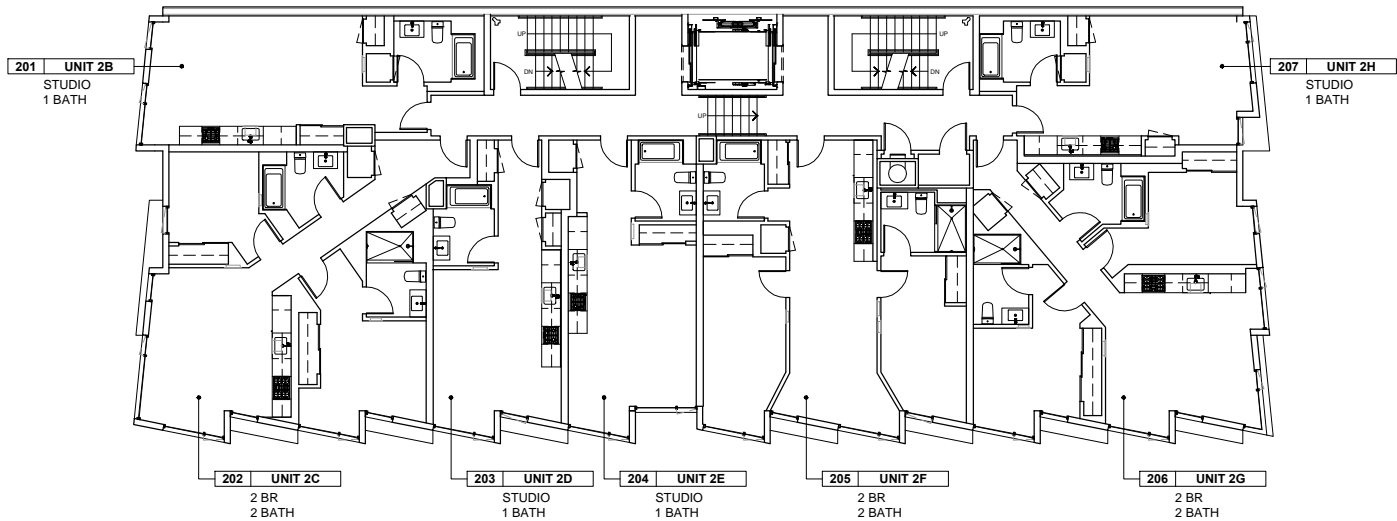 UP
UP
DN
DN
UP
201 UNIT 2B
STUDIO
1 BATH
207 UNIT 2H
STUDIO
1 BATH
202 UNIT 2C
2 BR
2 BATH
203 UNIT 2D
STUDIO
1 BATH
204 UNIT 2E
STUDIO
1 BATH
205 UNIT 2F
2 BR
2 BATH
206 UNIT 2G
2 BR
2 BATH